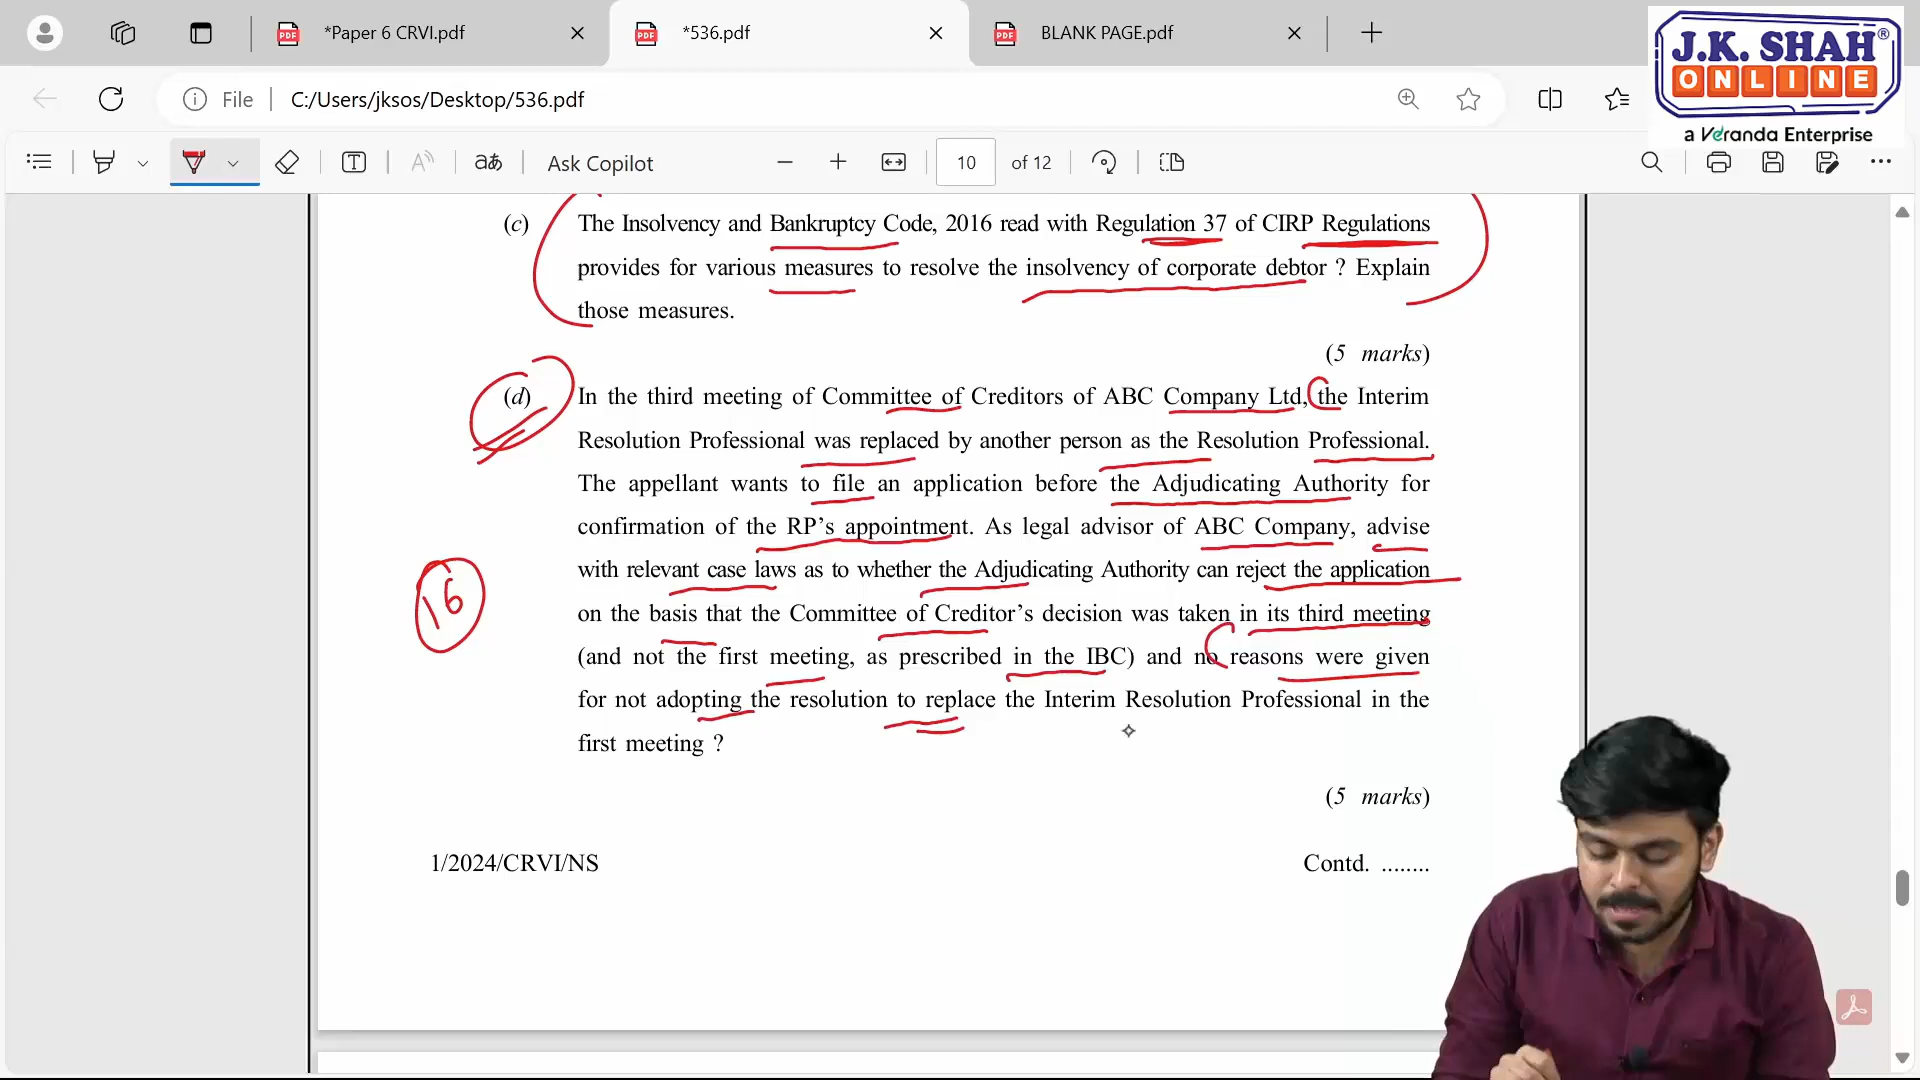 *Paper 6 CRVI.pdf
*536.pdf
BLANK PAGE.pdf
J.K. SHAH®
ONLINE
a Veranda Enterprise
File
C:/Users/jksos/Desktop/536.pdf
Ask Copilot
10
of 12
(c) The Insolvency and Bankruptcy Code, 2016 read with Regulation 37 of CIRP Regulations
provides for various measures to resolve the insolvency of corporate debtor ? Explain
those measures.
(5 marks)
(d) In the third meeting of Committee of Creditors of ABC Company Ltd, the Interim
Resolution Professional was replaced by another person as the Resolution Professional.
The appellant wants to file an application before the Adjudicating Authority for
confirmation of the RP's appointment. As legal advisor of ABC Company, advise
with relevant case laws as to whether the Adjudicating Authority can reject the application
16
on the basis that the Committee of Creditor's decision was taken in its third meeting
(and not the first meeting, as prescribed in the IBC) and no reasons were given
for not adopting the resolution to replace the Interim Resolution Professional in the
first meeting ?
(5 marks)
1/2024/CRVI/NS
Contd. ........